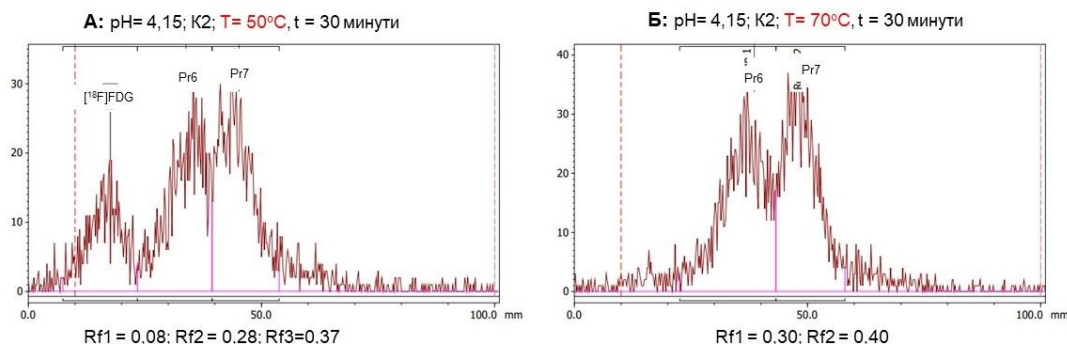 А: pH= 4,15; К2; T= 50°C, t = 30 минути
30
20
10
0
[¹⁸F]FDG
Pr6
Pr7
0.0
50.0
100.0
mm
Rf1 = 0,08; Rf2 = 0,28; Rf3=0,37
Б: pH= 4,15; К2; T= 70°C, t = 30 минути
40
30
20
10
0
Pr6
Pr7
0.0
50.0
100.0
mm
Rf1 = 0,30; Rf2 = 0,40